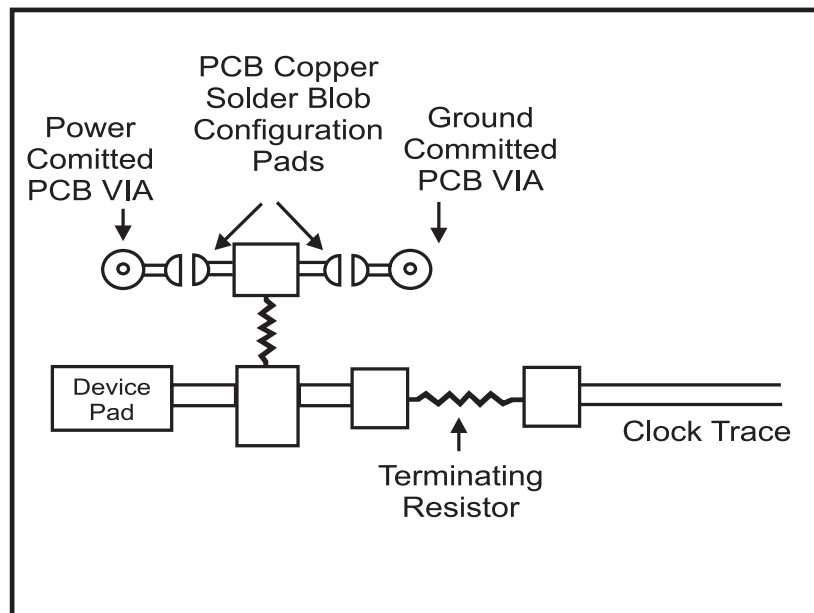 PCB Copper
Solder Blob
Configuration
Pads
Power
Comitted
PCB VIA
Ground
Committed
PCB VIA
Device
Pad
Clock Trace
Terminating
Resistor